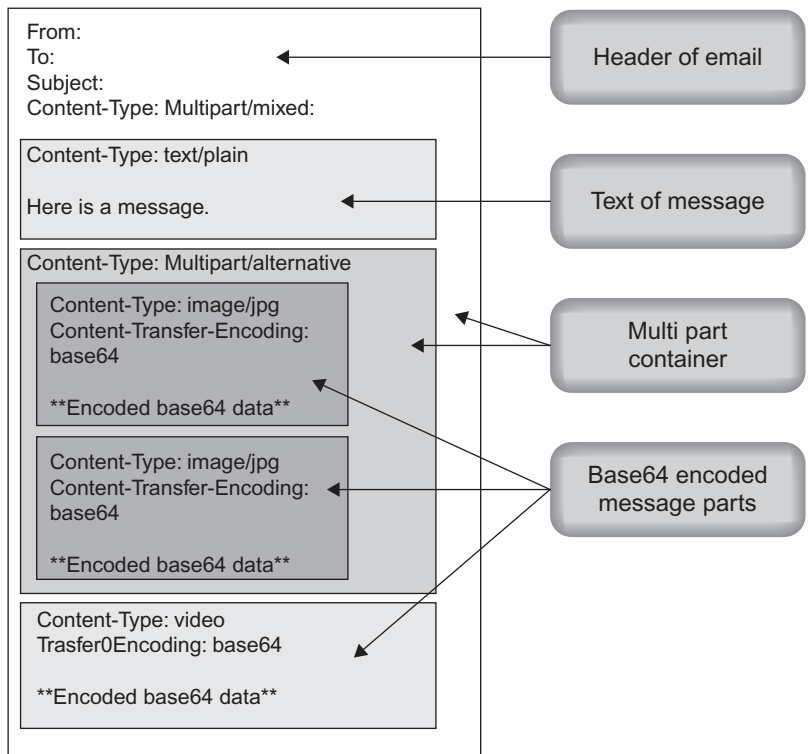 From:
To:
Subject:
Content-Type: Multipart/mixed:
Header of email
Content-Type: text/plain
Here is a message.
Text of message
Content-Type: Multipart/alternative
Content-Type: image/jpg
Content-Transfer-Encoding:
base64
**Encoded base64 data**
Multi part
container
Content-Type: image/jpg
Content-Transfer-Encoding:
base64
**Encoded base64 data**
Base64 encoded
message parts
Content-Type: video
Trasfer0Encoding: base64
**Encoded base64 data**